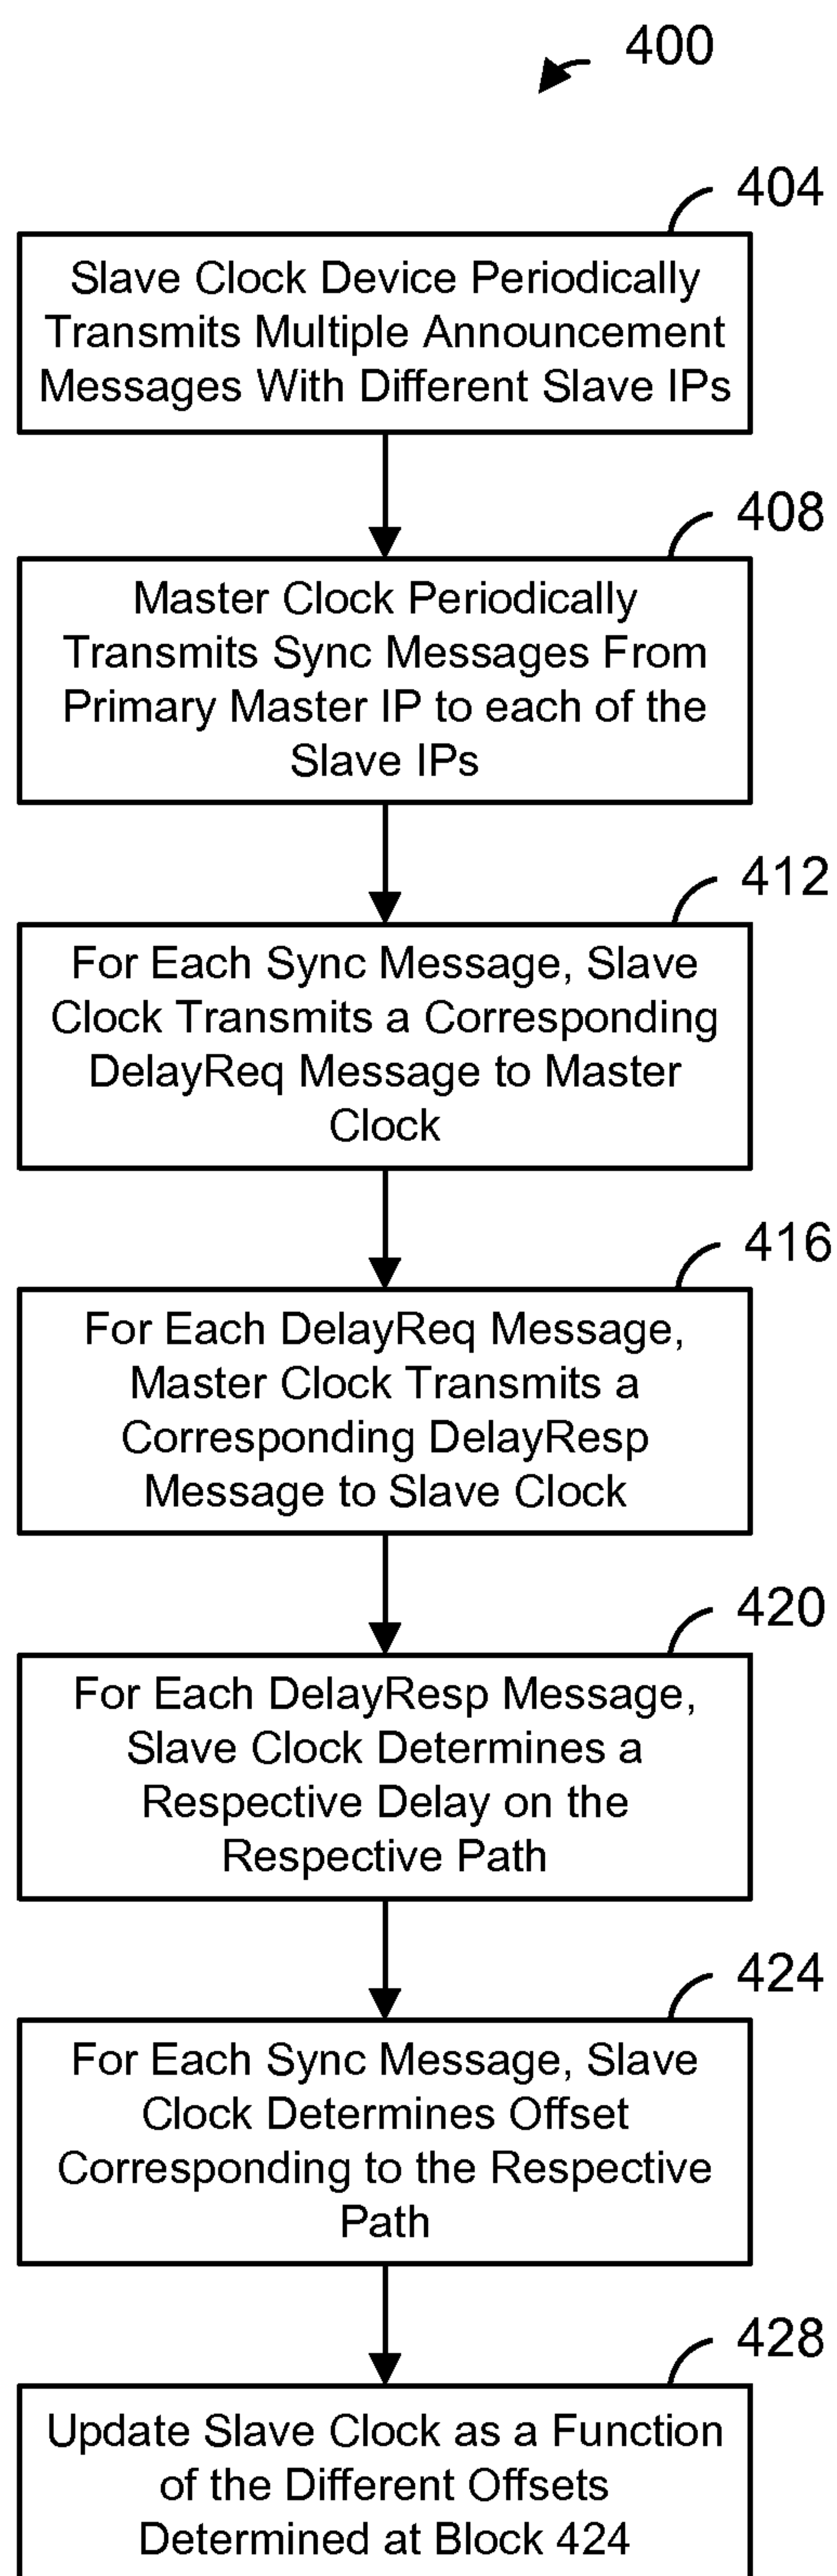 400
404
Slave Clock Device Periodically
Transmits Multiple Announcement
Messages With Different Slave IPs
408
Master Clock Periodically
Transmits Sync Messages From
Primary Master IP to each of the
Slave IPs
412
For Each Sync Message, Slave
Clock Transmits a Corresponding
DelayReq Message to Master
Clock
416
For Each DelayReq Message,
Master Clock Transmits a
Corresponding DelayResp
Message to Slave Clock
420
For Each DelayResp Message,
Slave Clock Determines a
Respective Delay on the
Respective Path
424
For Each Sync Message, Slave
Clock Determines Offset
Corresponding to the Respective
Path
428
Update Slave Clock as a Function
of the Different Offsets
Determined at Block 424